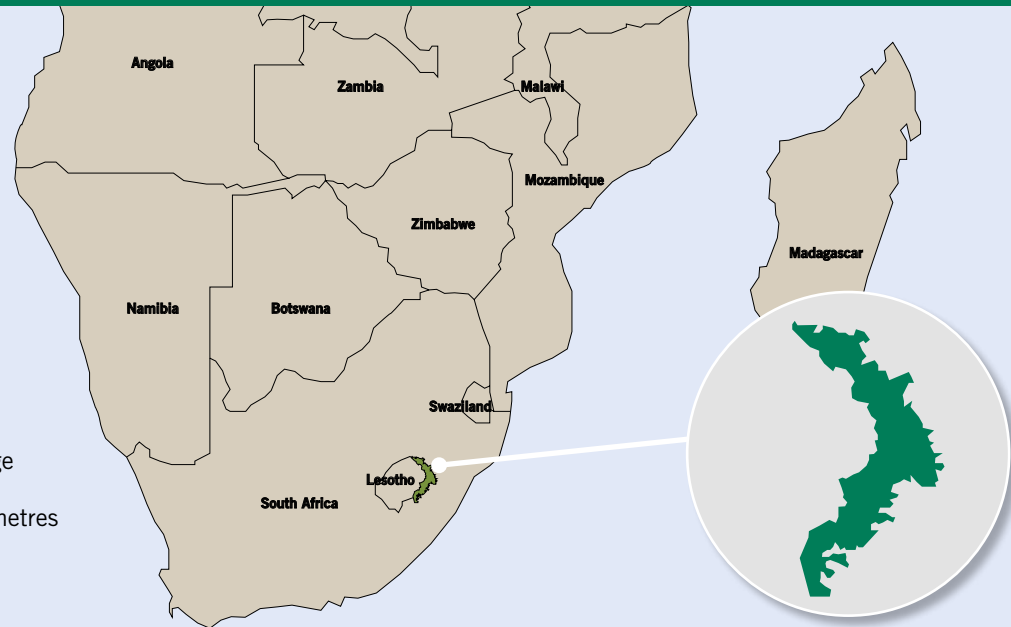 Angola
Zambia
Malawi
Mozambique
Zimbabwe
Madagascar
Namibia
Botswana
Swaziland
Lesotho
South Africa